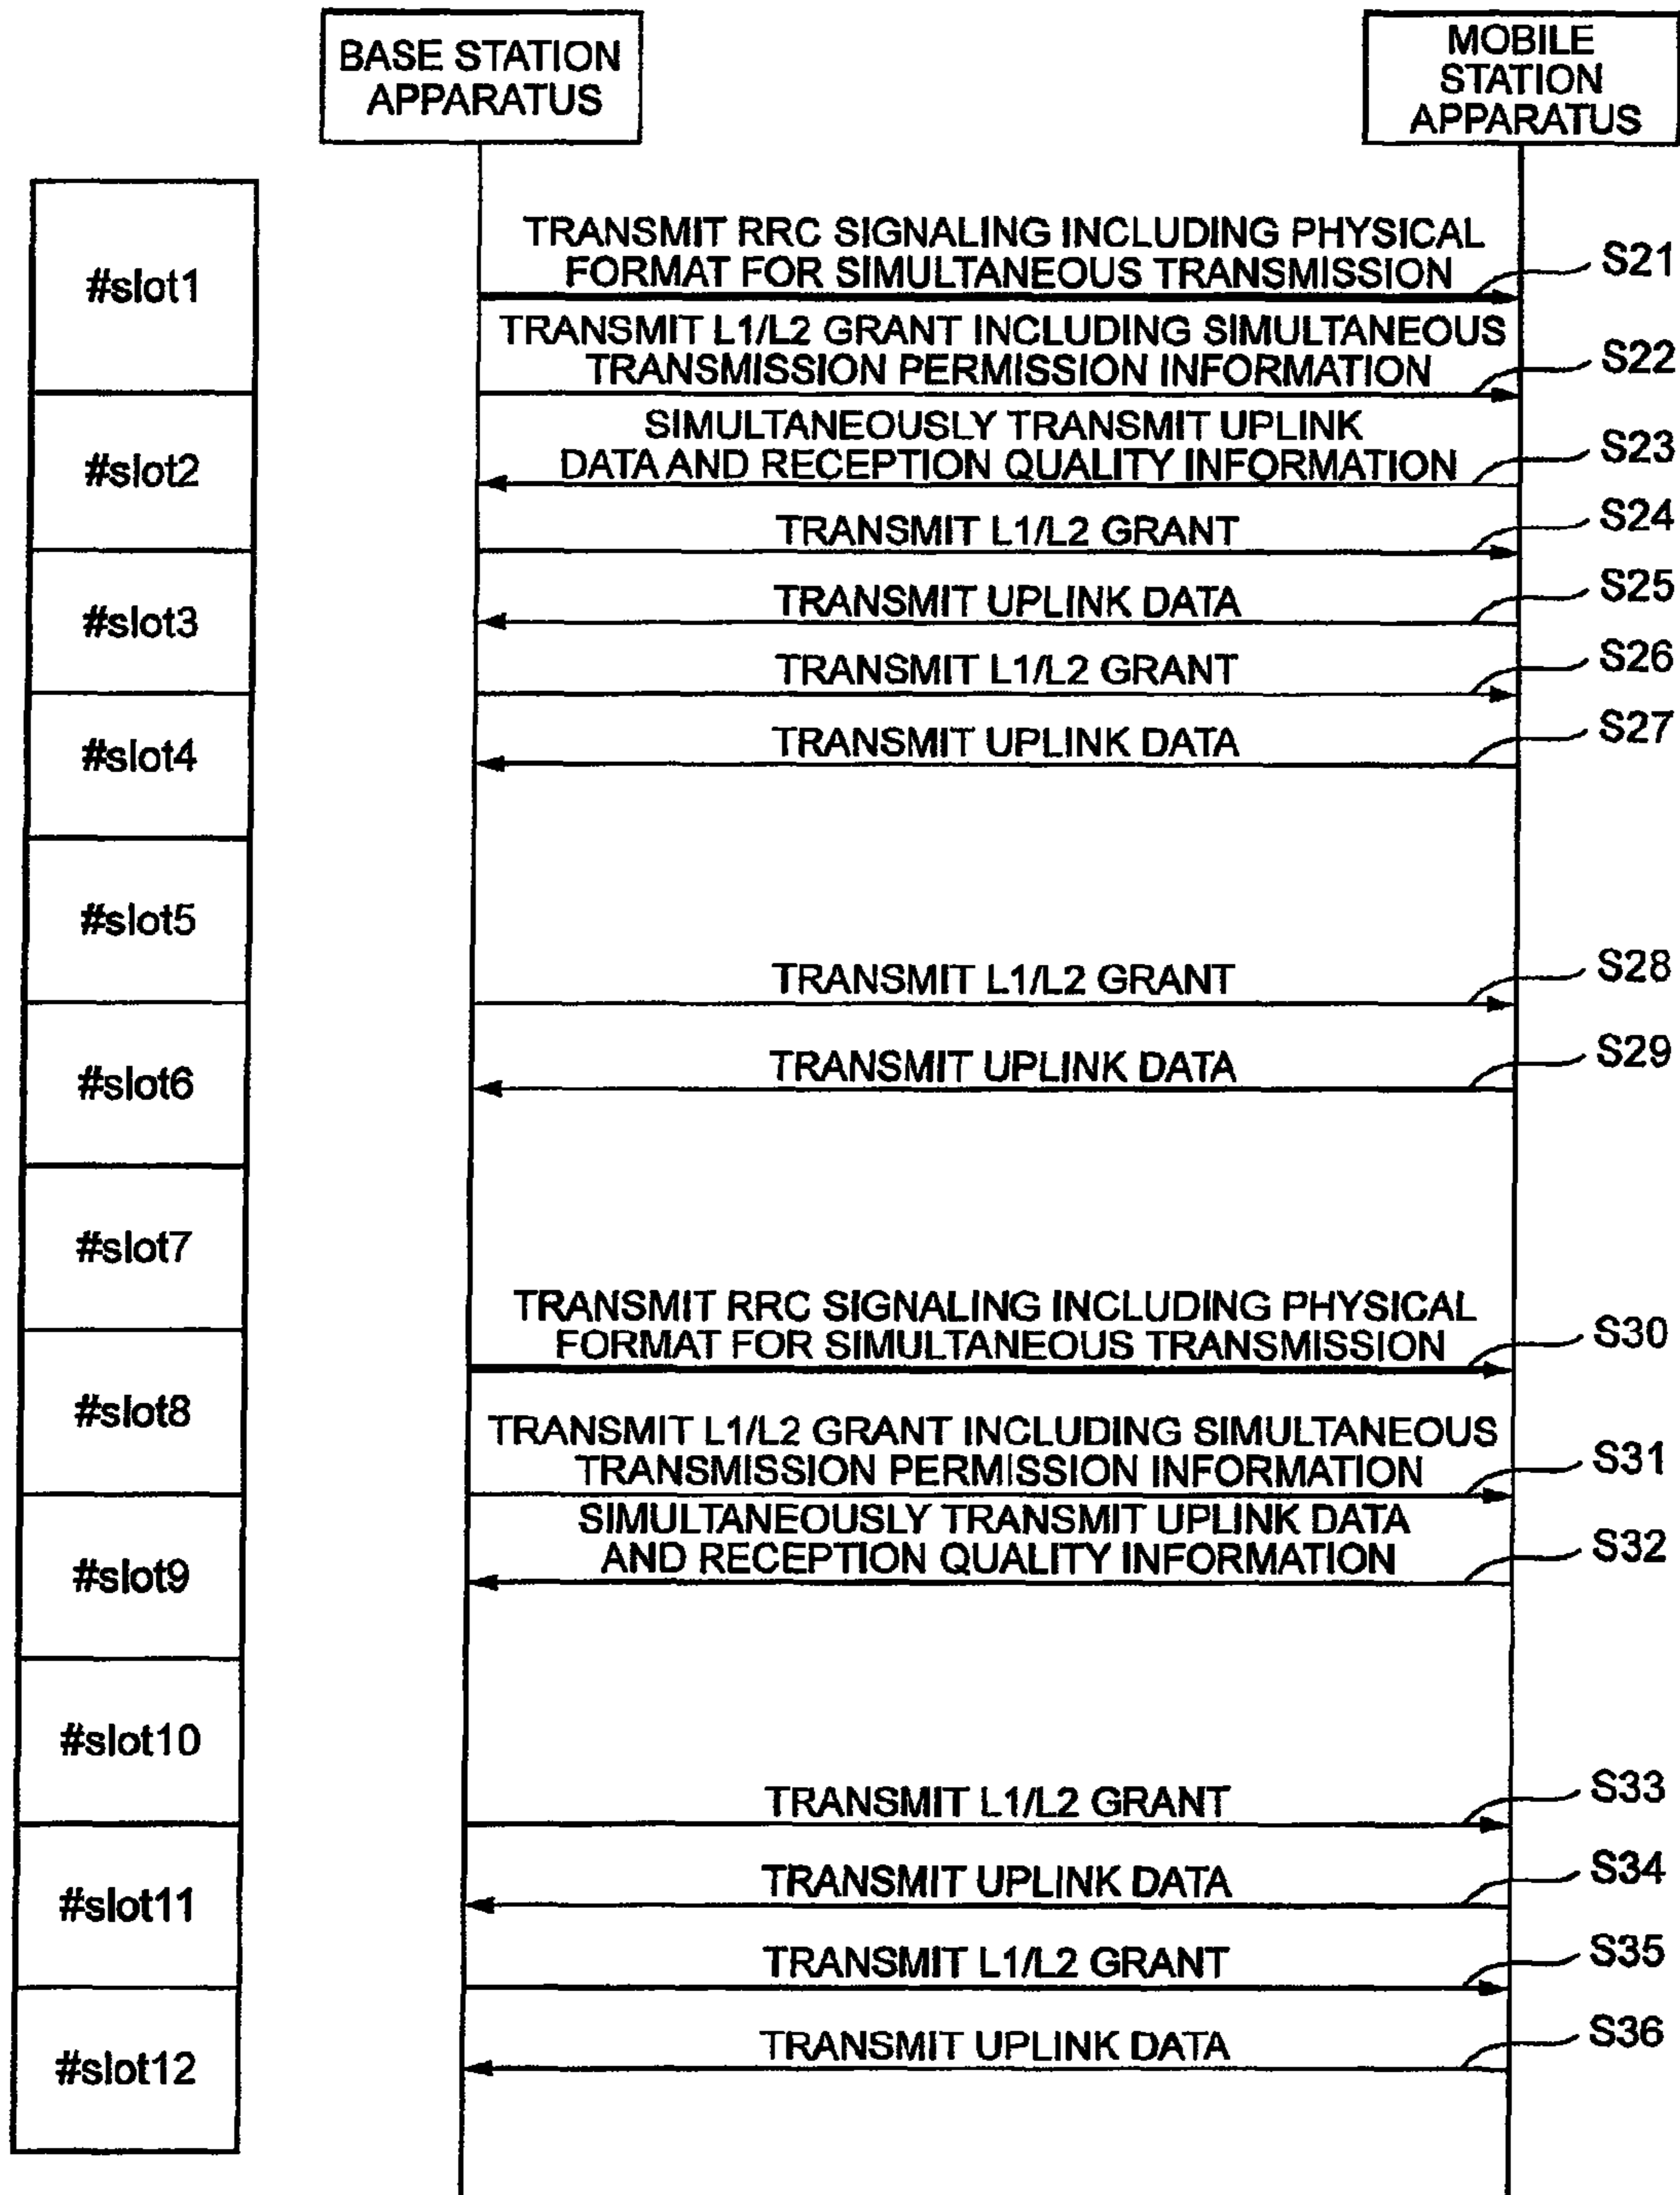 BASE STATION
APPARATUS
MOBILE
STATION
APPARATUS
#slot1
TRANSMIT RRC SIGNALING INCLUDING PHYSICAL
FORMAT FOR SIMULTANEOUS TRANSMISSION
S21
TRANSMIT L1/L2 GRANT INCLUDING SIMULTANEOUS
TRANSMISSION PERMISSION INFORMATION
S22
#slot2
SIMULTANEOUSLY TRANSMIT UPLINK
DATA AND RECEPTION QUALITY INFORMATION
S23
TRANSMIT L1/L2 GRANT
S24
#slot3
TRANSMIT UPLINK DATA
S25
TRANSMIT L1/L2 GRANT
S26
#slot4
TRANSMIT UPLINK DATA
S27
#slot5
TRANSMIT L1/L2 GRANT
S28
#slot6
TRANSMIT UPLINK DATA
S29
#slot7
TRANSMIT RRC SIGNALING INCLUDING PHYSICAL
FORMAT FOR SIMULTANEOUS TRANSMISSION
S30
#slot8
TRANSMIT L1/L2 GRANT INCLUDING SIMULTANEOUS
TRANSMISSION PERMISSION INFORMATION
S31
#slot9
SIMULTANEOUSLY TRANSMIT UPLINK DATA
AND RECEPTION QUALITY INFORMATION
S32
#slot10
TRANSMIT L1/L2 GRANT
S33
#slot11
TRANSMIT UPLINK DATA
S34
TRANSMIT L1/L2 GRANT
S35
#slot12
TRANSMIT UPLINK DATA
S36